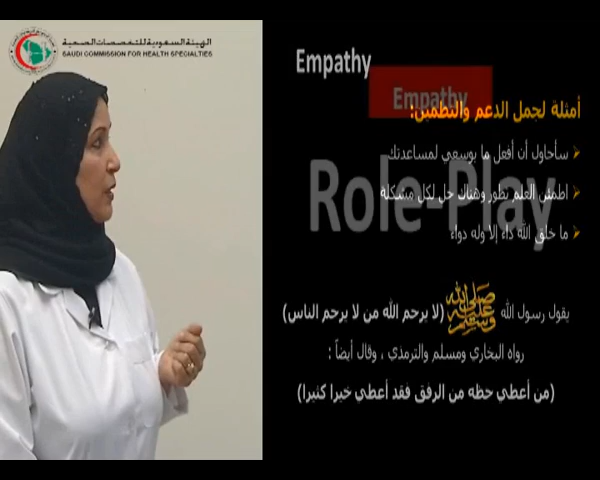 الهيئة السعودية للتخصصات الصحية
SAUDI COMMISSION FOR HEALTH SPECIALTIES
Empathy
Empathy
أمثلة لجمل الدعم والتطمين:
سأحاول أن أفعل ما بوسعي لمساعدتك
اطمئن العلم تطور وهناك حل لكل مشكلة
Role-Play
ما خلق الله داء إلا وله دواء
يقول رسول الله صلى الله عليه وسلم (لا يرحم الله من لا يرحم الناس)
رواه البخاري ومسلم والترمذي ، وقال أيضاً :
(من أعطي حظه من الرفق فقد أعطي خيرا كثيرا)